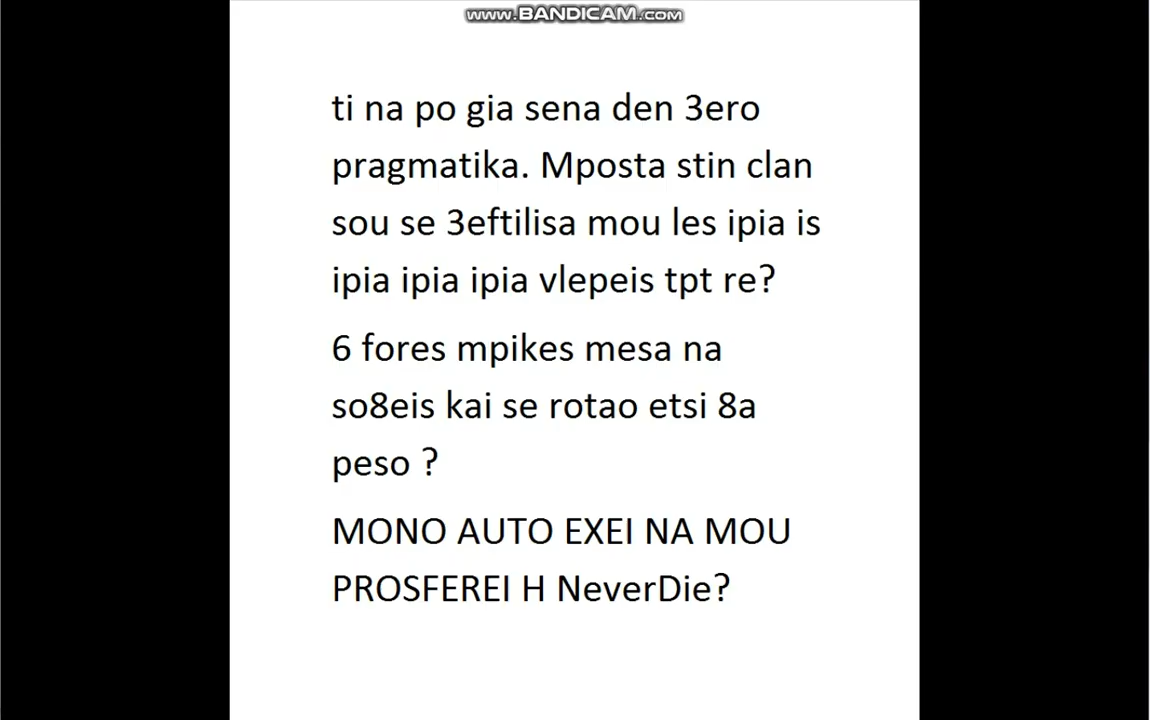 www.BANDICAM.com
ti na po gia sena den 3ero
pragmatika. Mposta stin clan
sou se 3eftilisa mou les ipia is
ipia ipia ipia vlepeis tpt re?
6 fores mpikes mesa na
so8eis kai se rotao etsi 8a
peso ?
MONO AUTO EXEI NA MOU
PROSFEREI H NeverDie?